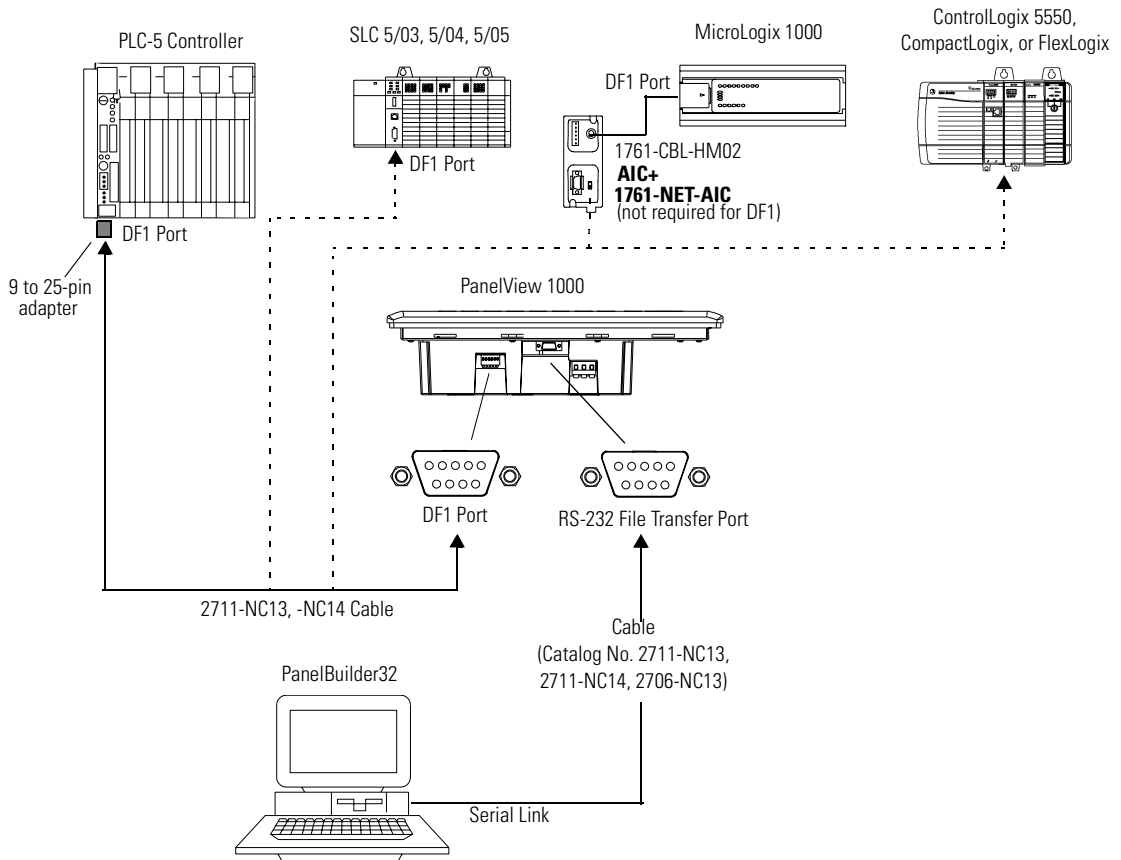 PLC-5 Controller
SLC 5/03, 5/04, 5/05
MicroLogix 1000
ControlLogix 5550,
CompactLogix, or FlexLogix
DF1 Port
DF1 Port
1761-CBL-HM02
AIC+
1761-NET-AIC
(not required for DF1)
DF1 Port
9 to 25-pin
adapter
PanelView 1000
DF1 Port
RS-232 File Transfer Port
2711-NC13, -NC14 Cable
Cable
(Catalog No. 2711-NC13,
2711-NC14, 2706-NC13)
PanelBuilder32
Serial Link